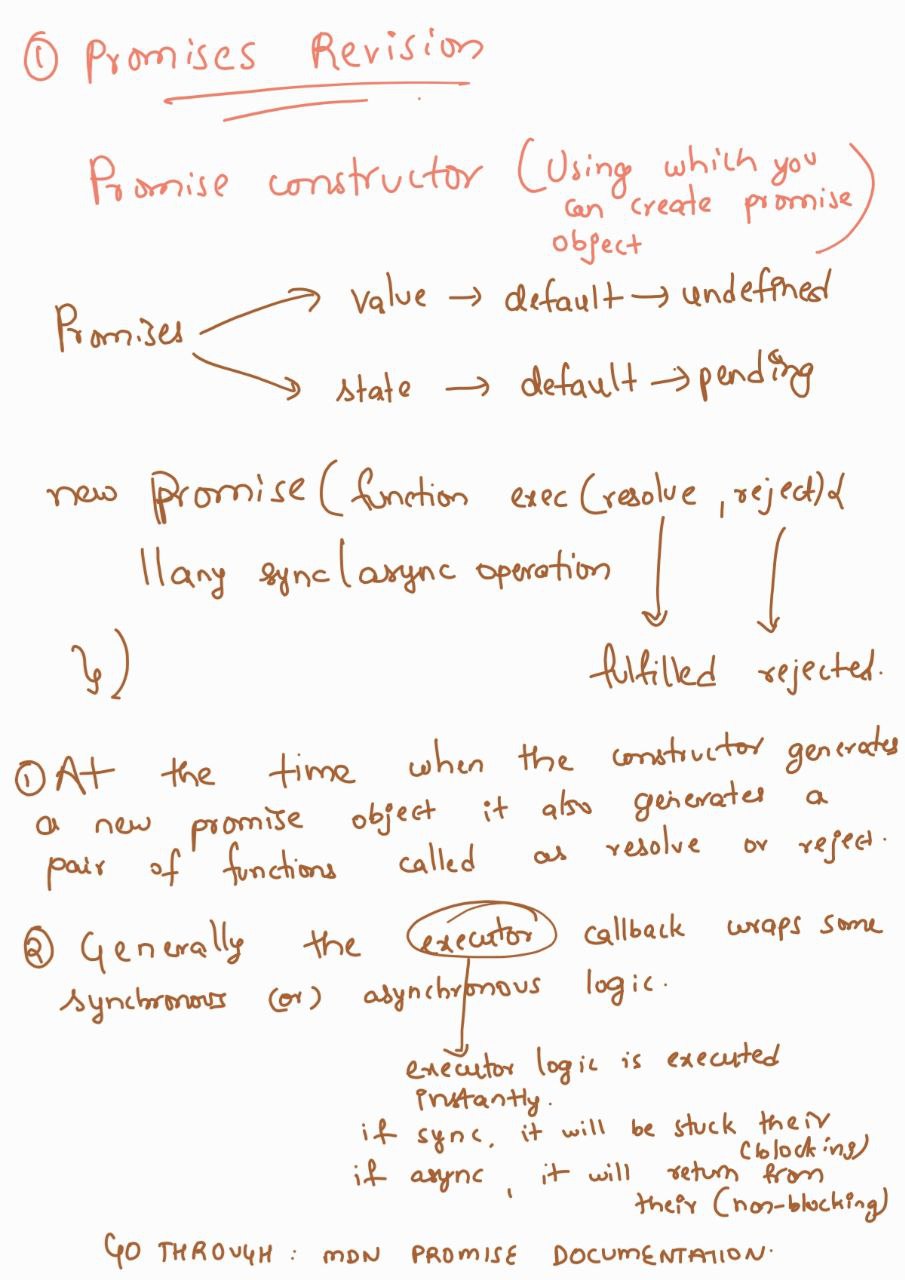 ① Promises Revision
Promise constructor (Using which you
can create promise
object)
Promises → value → default → undefined
→ state → default → pending
new Promise(function exec(resolve, reject){
//any sync/async operation
})
fulfilled rejected.
① At the time when the constructor generates
a new promise object it also generates a
pair of functions called as resolve or reject.
② Generally the executor callback wraps some
synchronous (or) asynchronous logic.
executor logic is executed
instantly.
if sync, it will be stuck their
(blocking)
if async, it will return from
their (non-blocking)
GO THROUGH: MDN PROMISE DOCUMENTATION.